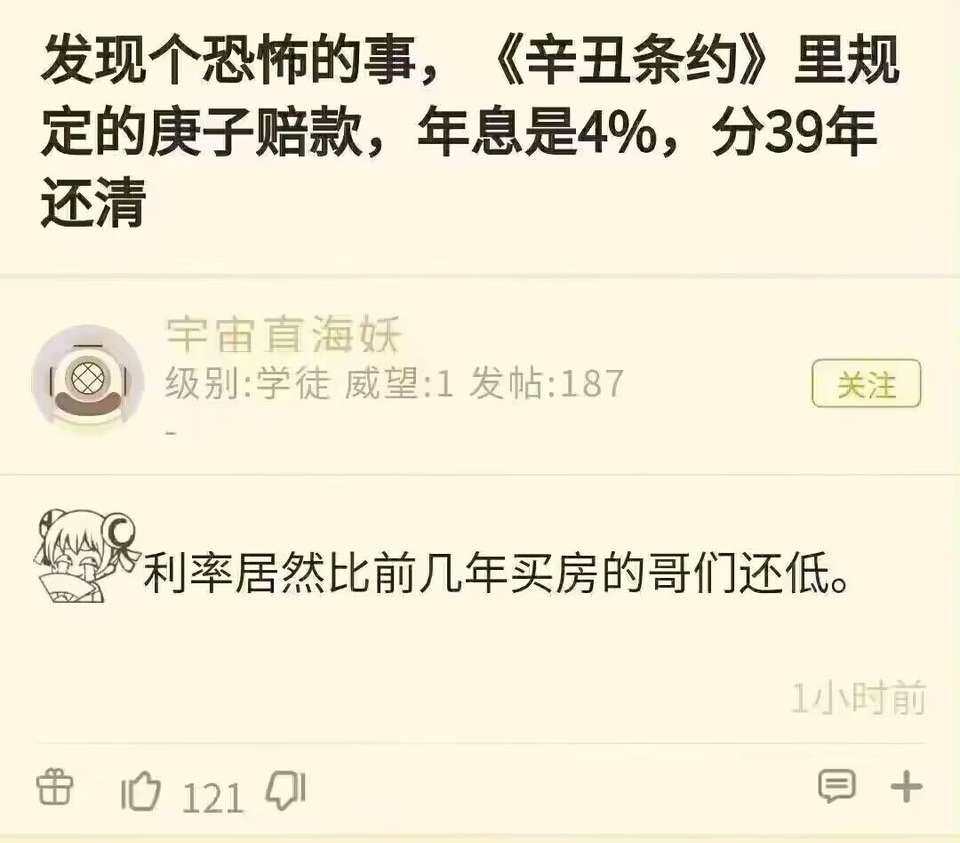 发现个恐怖的事，《辛丑条约》里规
定的庚子赔款，年息是4%，分39年
还清
宇宙直海妖
级别:学徒 威望:1 发帖:187
关注
-
利率居然比前几年买房的哥们还低。
1小时前
121